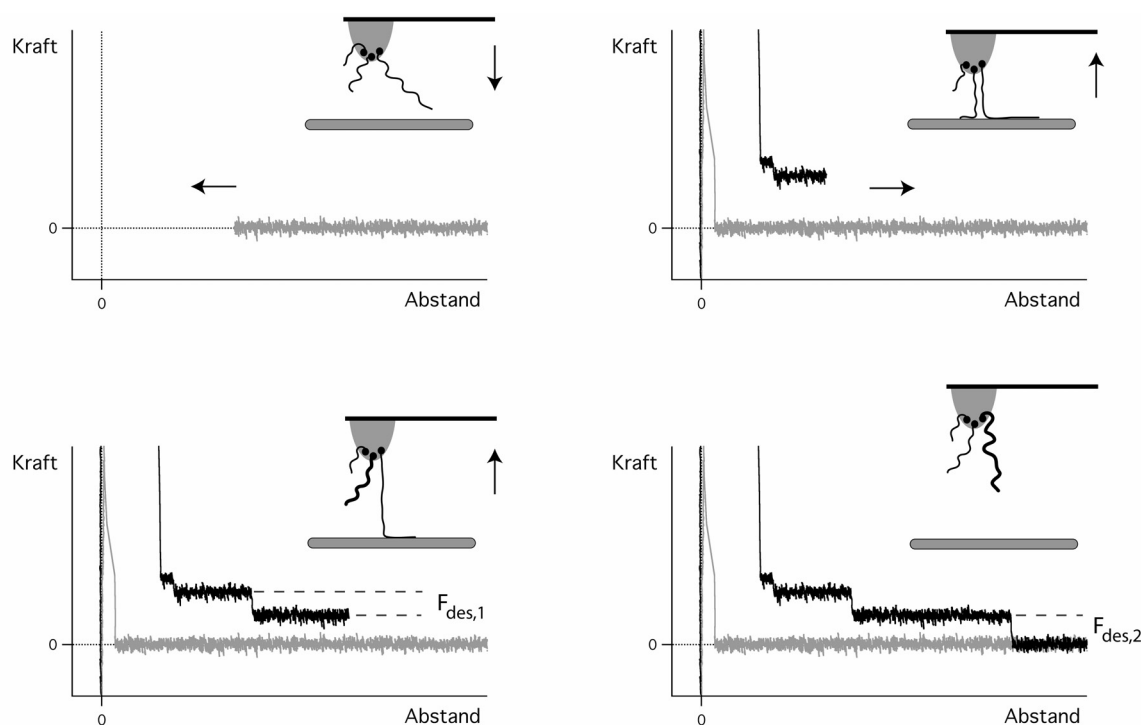 Kraft
0
0
Abstand
Kraft
0
0
Abstand
Kraft
F des,1
0
0
Abstand
Kraft
F des,2
0
0
Abstand